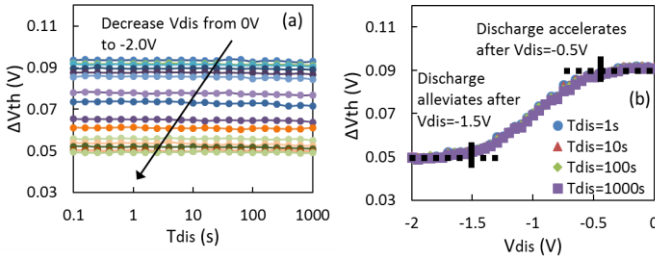 Decrease Vdis from 0V
to -2.0V
(a)
ΔVth (V)
0.11
0.09
0.07
0.05
0.03
0.1
1
10
100
1000
Tdis (s)
Discharge accelerates
after Vdis=-0.5V
(b)
Discharge
alleviates after
Vdis=-1.5V
Tdis=1s
Tdis=10s
Tdis=100s
Tdis=1000s
ΔVth (V)
0.11
0.09
0.07
0.05
0.03
-2
-1.5
-1
-0.5
0
Vdis (V)